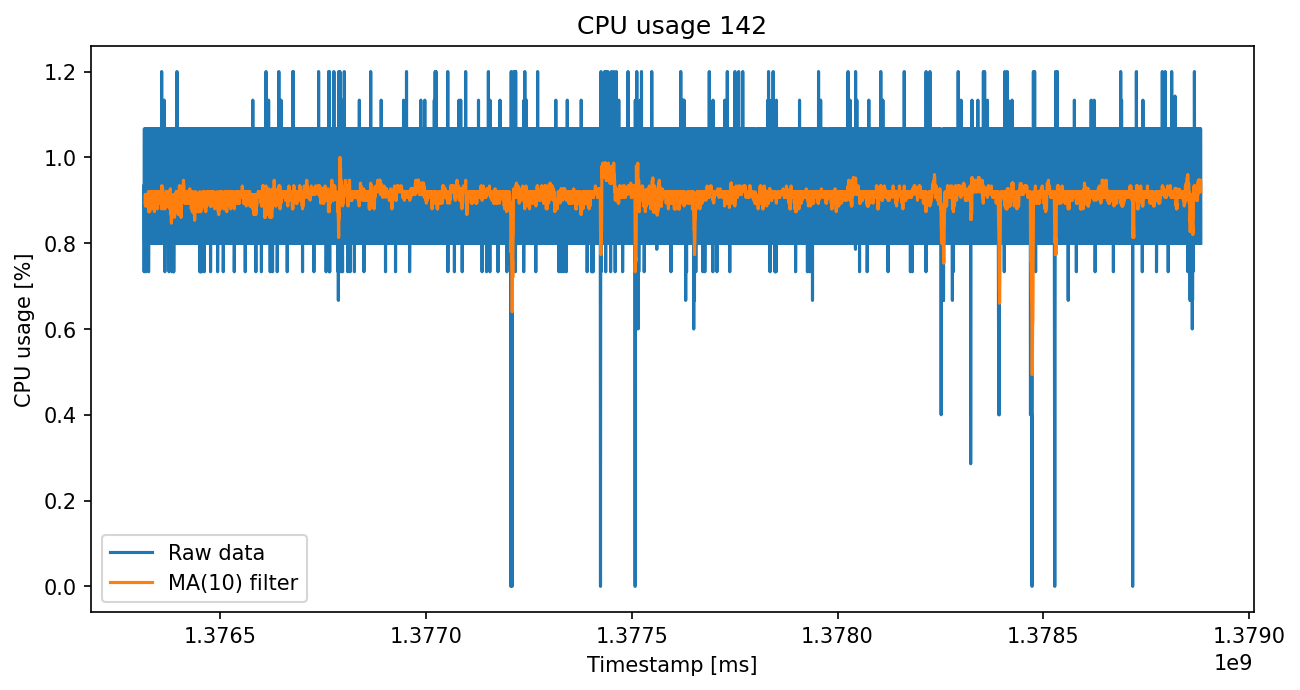 CPU usage 142
CPU usage [%]
1.2
1.0
0.8
0.6
0.4
0.2
0.0
Raw data
MA(10) filter
1.3765 1.3770 1.3775 1.3780 1.3785 1.3790
1e9
Timestamp [ms]